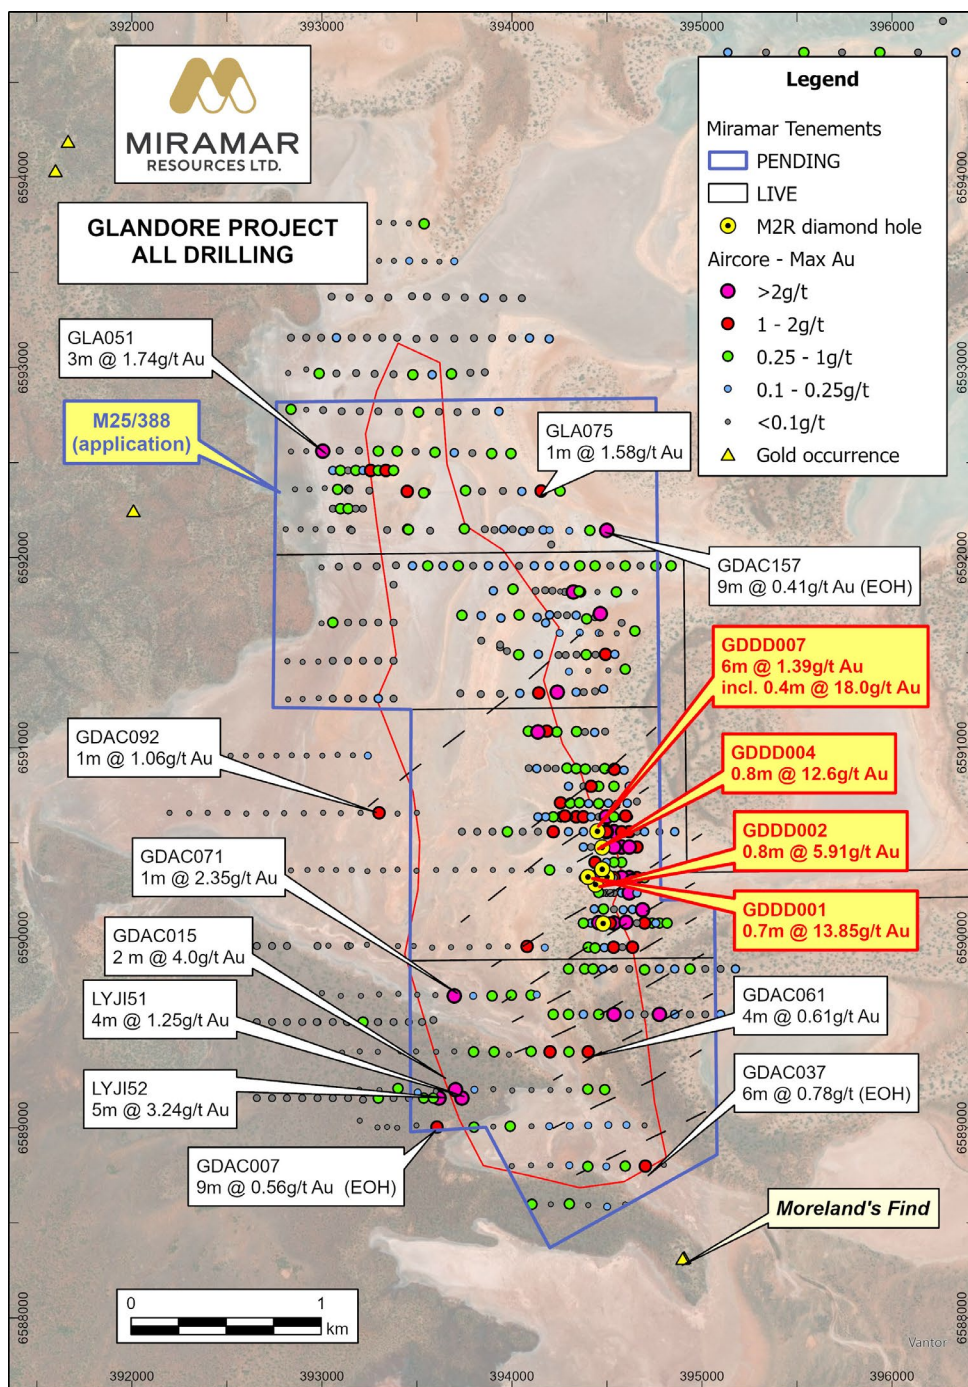 392000
393000
394000
395000
396000
MIRAMAR
RESOURCES LTD.
GLANDORE PROJECT
ALL DRILLING
Legend
Miramar Tenements
PENDING
LIVE
M2R diamond hole
Aircore - Max Au
>2g/t
1 - 2g/t
0.25 - 1g/t
0.1 - 0.25g/t
<0.1g/t
Gold occurrence
6594000
6594000
GLA051
3m @ 1.74g/t Au
6593000
6593000
M25/388
(application)
GLA075
1m @ 1.58g/t Au
6592000
6592000
GDAC157
9m @ 0.41g/t Au (EOH)
GDDD007
6m @ 1.39g/t Au
incl. 0.4m @ 18.0g/t Au
6591000
6591000
GDAC092
1m @ 1.06g/t Au
GDDD004
0.8m @ 12.6g/t Au
GDDD002
0.8m @ 5.91g/t Au
GDAC071
1m @ 2.35g/t Au
GDDD001
0.7m @ 13.85g/t Au
6590000
6590000
GDAC015
2 m @ 4.0g/t Au
LYJI51
4m @ 1.25g/t Au
GDAC061
4m @ 0.61g/t Au
LYJI52
5m @ 3.24g/t Au
GDAC037
6m @ 0.78g/t (EOH)
6589000
6589000
GDAC007
9m @ 0.56g/t Au (EOH)
Moreland's Find
0
1
km
6588000
6588000
Vantor
392000
393000
394000
395000
396000